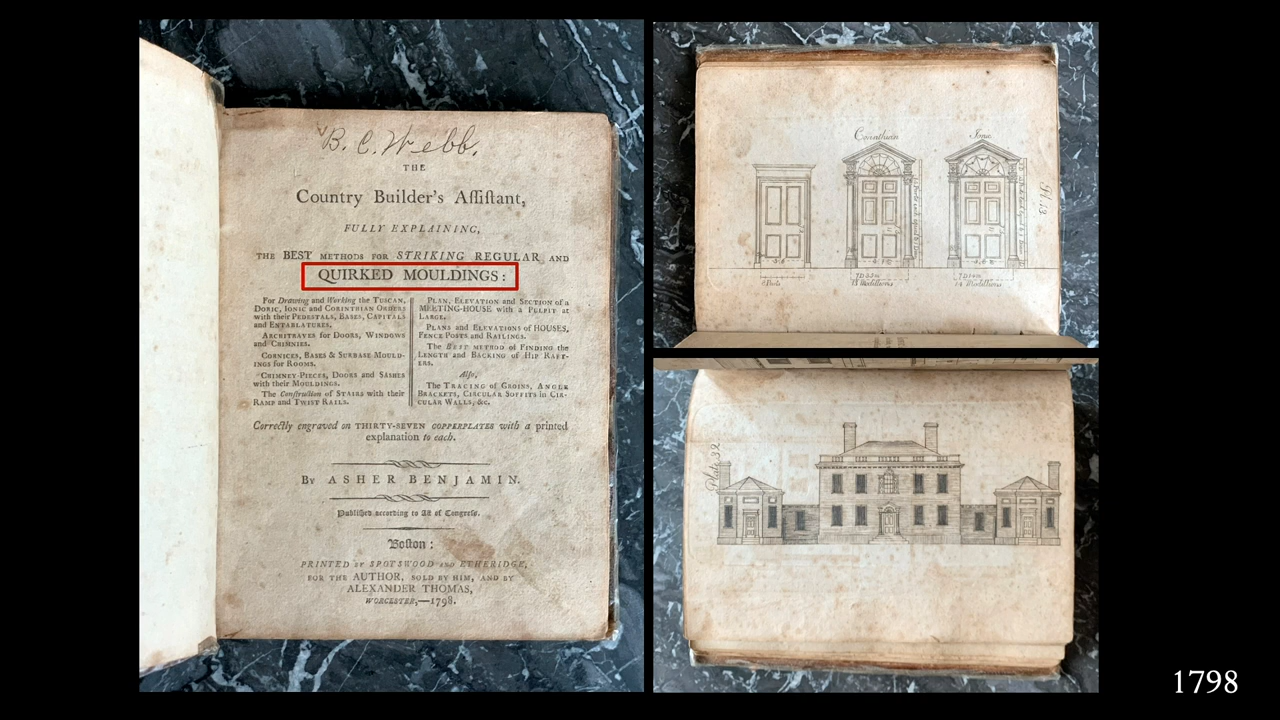 B. C. Webb.
THE
Country Builder's Aſſiſtant,
FULLY EXPLAINING,
THE BEST METHODS FOR STRIKING REGULAR AND
QUIRKED MOULDINGS:
For Drawing and Working the TUSCAN,
DORIC, IONIC and CORINTHIAN ORDERS
with their PEDESTALS, BASES, CAPITALS
and ENTABLATURES.
ARCHITRAVES for DOORS, WINDOWS
and CHIMNIES.
CORNICES, BASES & SURBASE MOULD-
INGS for ROOMS.
CHIMNEY-PIECES, DOORS and SASHES
with their MOULDINGS.
The Conſtruction of STAIRS with their
RAMP and TWIST RAILS.
PLAN, ELEVATION and SECTION of a
MEETING-HOUSE with a PULPIT at
LARGE.
PLANS and ELEVATIONS of HOUSES,
FENCE POSTS and RAILINGS.
The BEST METHOD of FINDING the
LENGTH and BACKING of HIP RAFT-
ERS.
Alſo,
The TRACING of GROINS, ANGLE
BRACKETS, CIRCULAR SOFFITS in CIR-
CULAR WALLS, &c.
Correctly engraved on THIRTY-SEVEN COPPERPLATES with a printed
explanation to each.
BY ASHER BENJAMIN.
Publiſhed according to Act of Congreſs.
Boſton:
PRINTED BY SPOTSWOOD AND ETHERIDGE,
FOR THE AUTHOR, SOLD BY HIM, AND BY
ALEXANDER THOMAS,
WORCESTER,—1798.
Corinthian
Ionic
Pl. 13
Plate 32
1798